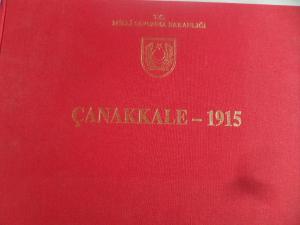 T.C.
MİLLİ SAVUNMA BAKANLIĞI
ÇANAKKALE – 1915